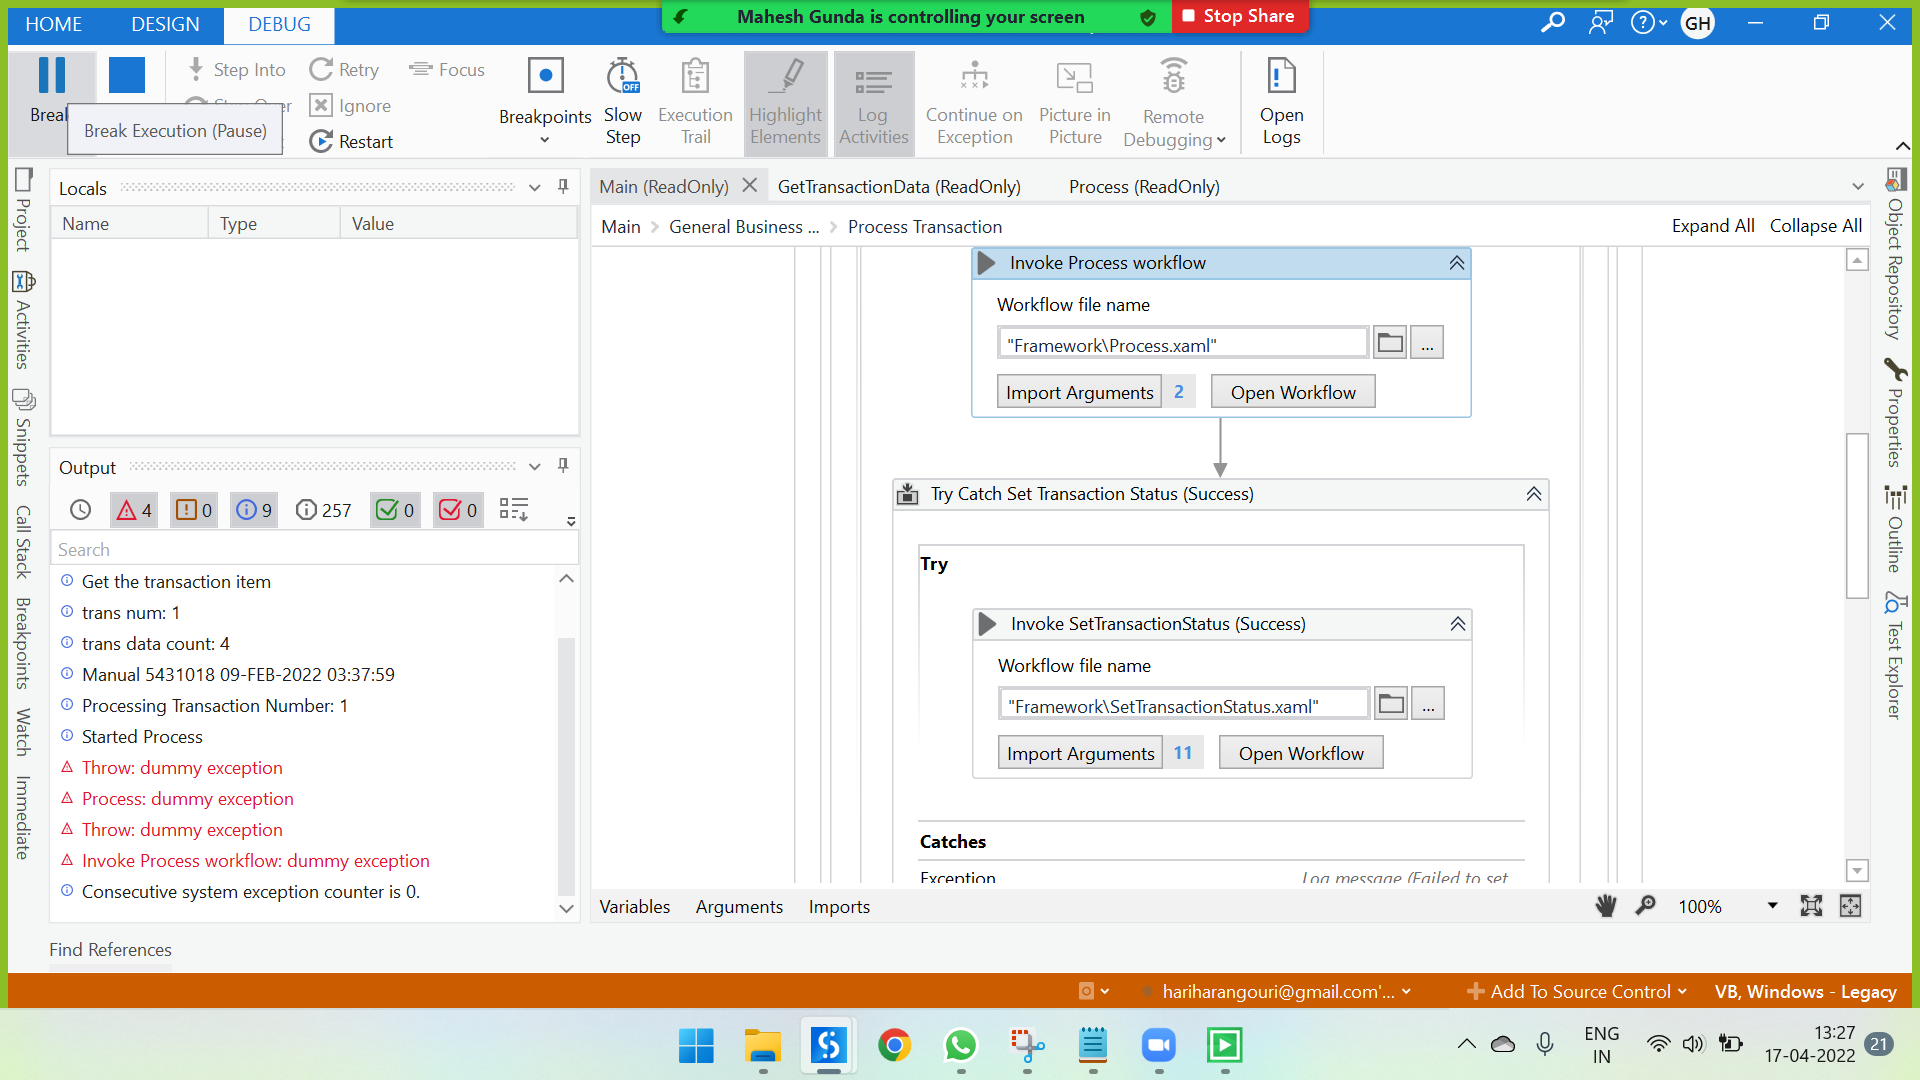 HOME DESIGN DEBUG
Mahesh Gunda is controlling your screen
Stop Share
GH
Break
Break Execution (Pause)
Step Into
Retry
Ignore
Restart
Focus
Breakpoints
Slow Step
Execution Trail
Highlight Elements
Log Activities
Continue on Exception
Picture in Picture
Remote Debugging
Open Logs
OFF
Project
Activities
Snippets
Call Stack
Breakpoints
Watch
Immediate
Locals
Name Type Value
Output
4 0 9 257 0 0
Search
Get the transaction item
trans num: 1
trans data count: 4
Manual 5431018 09-FEB-2022 03:37:59
Processing Transaction Number: 1
Started Process
Throw: dummy exception
Process: dummy exception
Throw: dummy exception
Invoke Process workflow: dummy exception
Consecutive system exception counter is 0.
Find References
Main (ReadOnly) GetTransactionData (ReadOnly) Process (ReadOnly)
Main General Business ... Process Transaction
Expand All Collapse All
Invoke Process workflow
Workflow file name
"Framework\Process.xaml"
...
Import Arguments 2 Open Workflow
Try Catch Set Transaction Status (Success)
Try
Invoke SetTransactionStatus (Success)
Workflow file name
"Framework\SetTransactionStatus.xaml"
...
Import Arguments 11 Open Workflow
Catches
Exception Log message (Failed to set
Variables Arguments Imports
100%
Object Repository
Properties
Outline
Test Explorer
hariharangouri@gmail.com'...
Add To Source Control
VB, Windows - Legacy
ENG
IN
13:27
17-04-2022
21